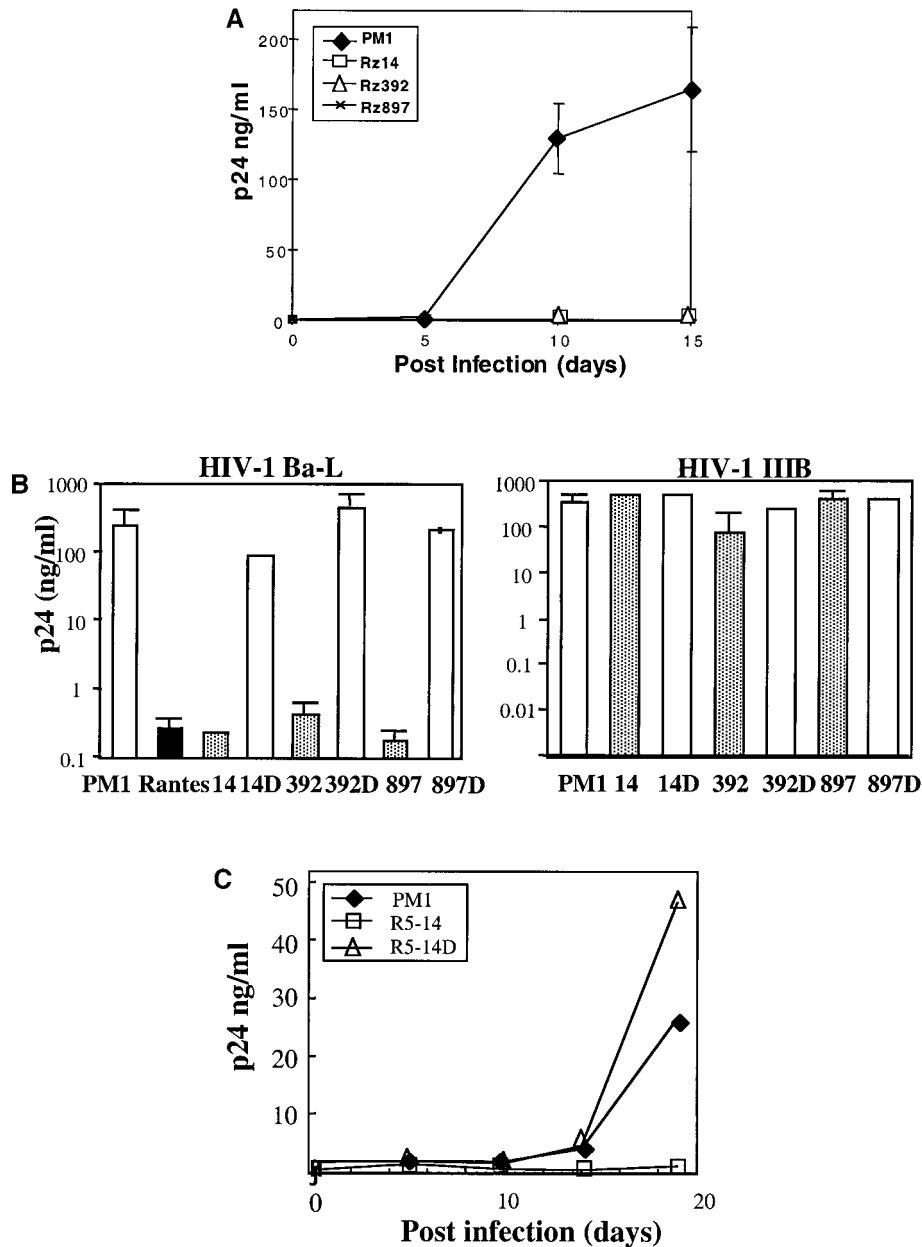 A
200
150
100
50
0
PM1
Rz14
Rz392
Rz897
p24 ng/ml
0 5 10 15
Post Infection (days)
B
HIV-1 Ba-L
1000
100
10
1
0.1
p24 (ng/ml)
PM1 Rantes 14 14D 392 392D 897 897D
HIV-1 IIIB
1000
100
10
1
0.1
0.01
PM1 14 14D 392 392D 897 897D
C
50
40
30
20
10
PM1
R5-14
R5-14D
p24 ng/ml
0 10 20
Post infection (days)